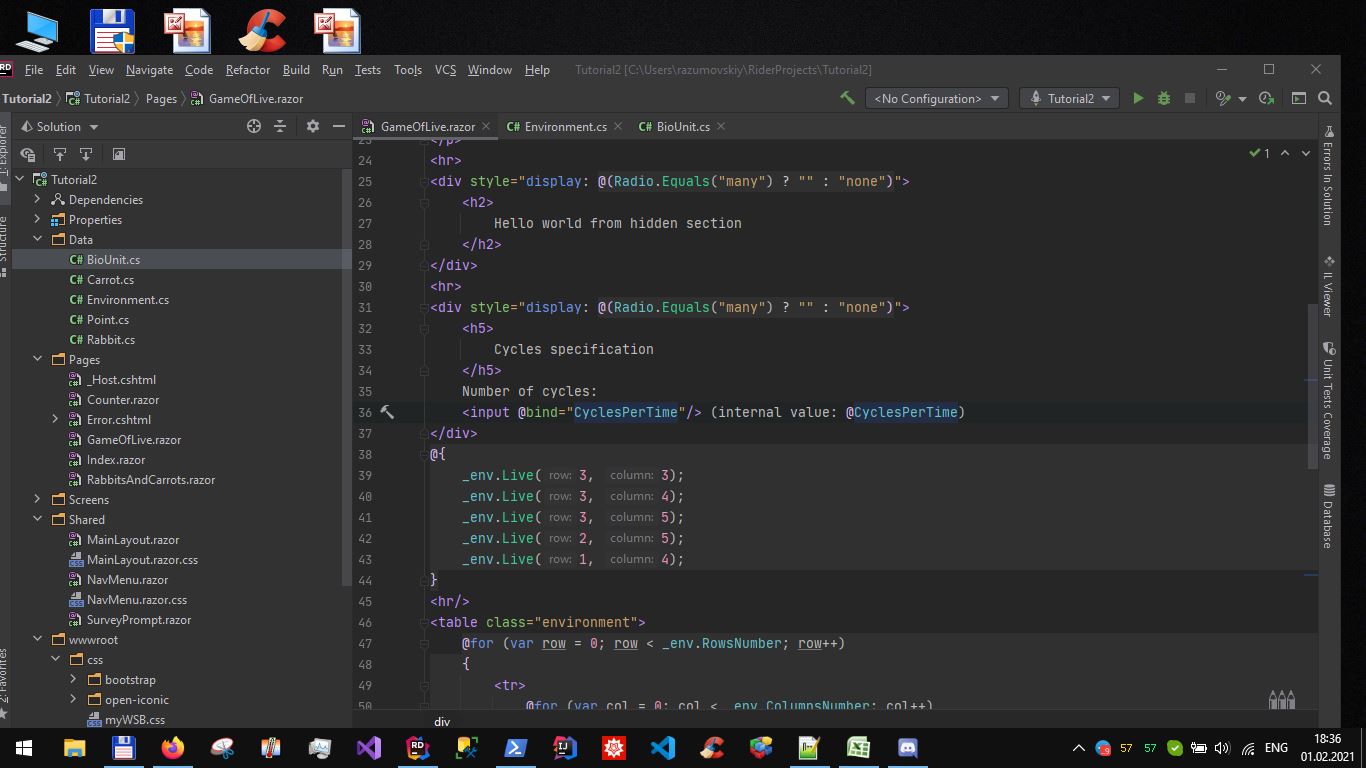 RD
File Edit View Navigate Code Refactor Build Run Tests Tools VCS Window Help Tutorial2 [C:\Users\razumovskiy\RiderProjects\Tutorial2]
Tutorial2 Tutorial2 Pages GameOfLive.razor <No Configuration> Tutorial2
Solution
GameOfLive.razor C# Environment.cs C# BioUnit.cs
1: Explorer
Structure
2: Favorites
Tutorial2
Dependencies
Properties
Data
C# BioUnit.cs
C# Carrot.cs
C# Environment.cs
C# Point.cs
C# Rabbit.cs
Pages
_Host.cshtml
Counter.razor
Error.cshtml
GameOfLive.razor
Index.razor
RabbitsAndCarrots.razor
Screens
Shared
MainLayout.razor
MainLayout.razor.css
NavMenu.razor
NavMenu.razor.css
SurveyPrompt.razor
wwwroot
css
bootstrap
open-iconic
myWSB.css
23 </p>
24 <hr>
25 <div style="display: @(Radio.Equals("many") ? "" : "none")">
26 <h2>
27 Hello world from hidden section
28 </h2>
29 </div>
30 <hr>
31 <div style="display: @(Radio.Equals("many") ? "" : "none")">
32 <h5>
33 Cycles specification
34 </h5>
35 Number of cycles:
36 <input @bind="CyclesPerTime"/> (internal value: @CyclesPerTime)
37 </div>
38 @{
39 _env.Live( row: 3, column: 3);
40 _env.Live( row: 3, column: 4);
41 _env.Live( row: 3, column: 5);
42 _env.Live( row: 2, column: 5);
43 _env.Live( row: 1, column: 4);
44 }
45 <hr/>
46 <table class="environment">
47 @for (var row = 0; row < _env.RowsNumber; row++)
48 {
49 <tr>
50 @for (var col = 0; col < _env.ColumnsNumber; col++)
div
1
Errors In Solution
IL Viewer
Unit Tests Coverage
Database
57 57 ENG 18:36
01.02.2021